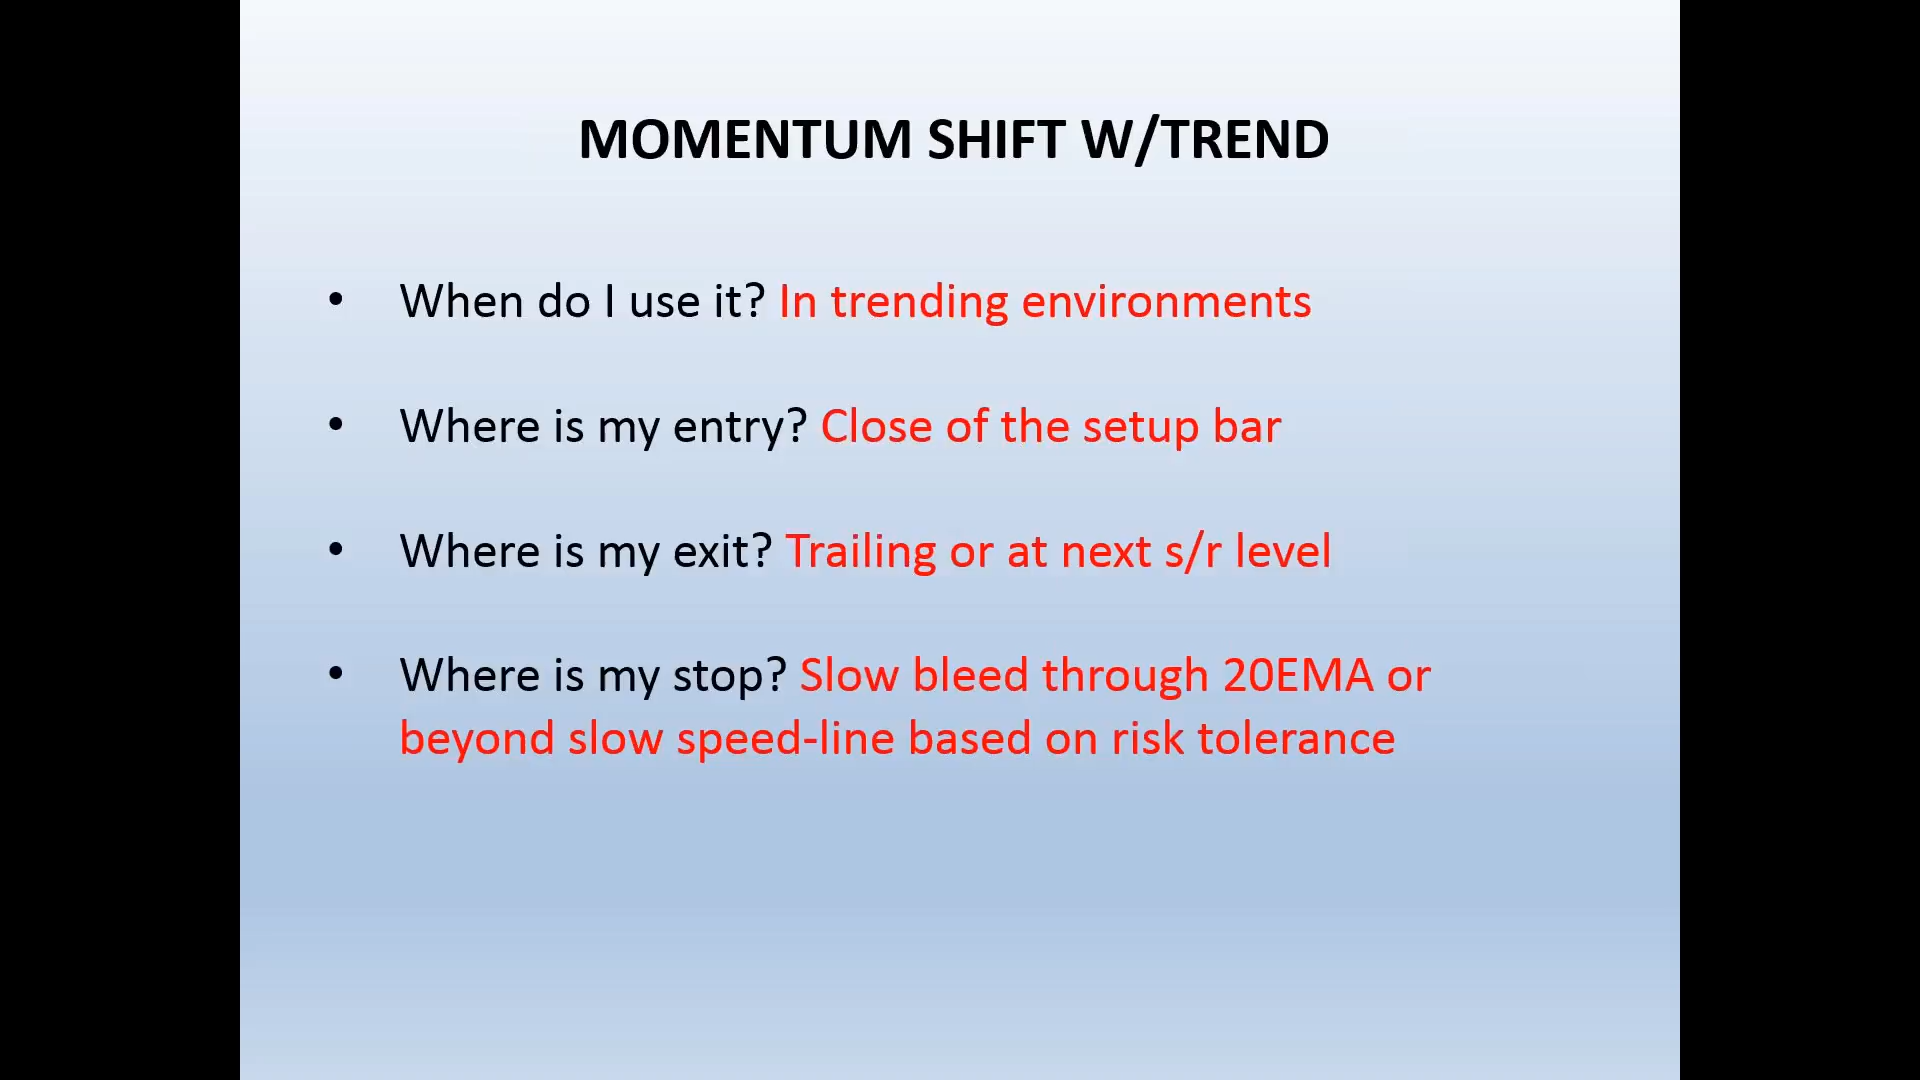 MOMENTUM SHIFT W/TREND
• When do I use it? In trending environments
• Where is my entry? Close of the setup bar
• Where is my exit? Trailing or at next s/r level
• Where is my stop? Slow bleed through 20EMA or
beyond slow speed-line based on risk tolerance